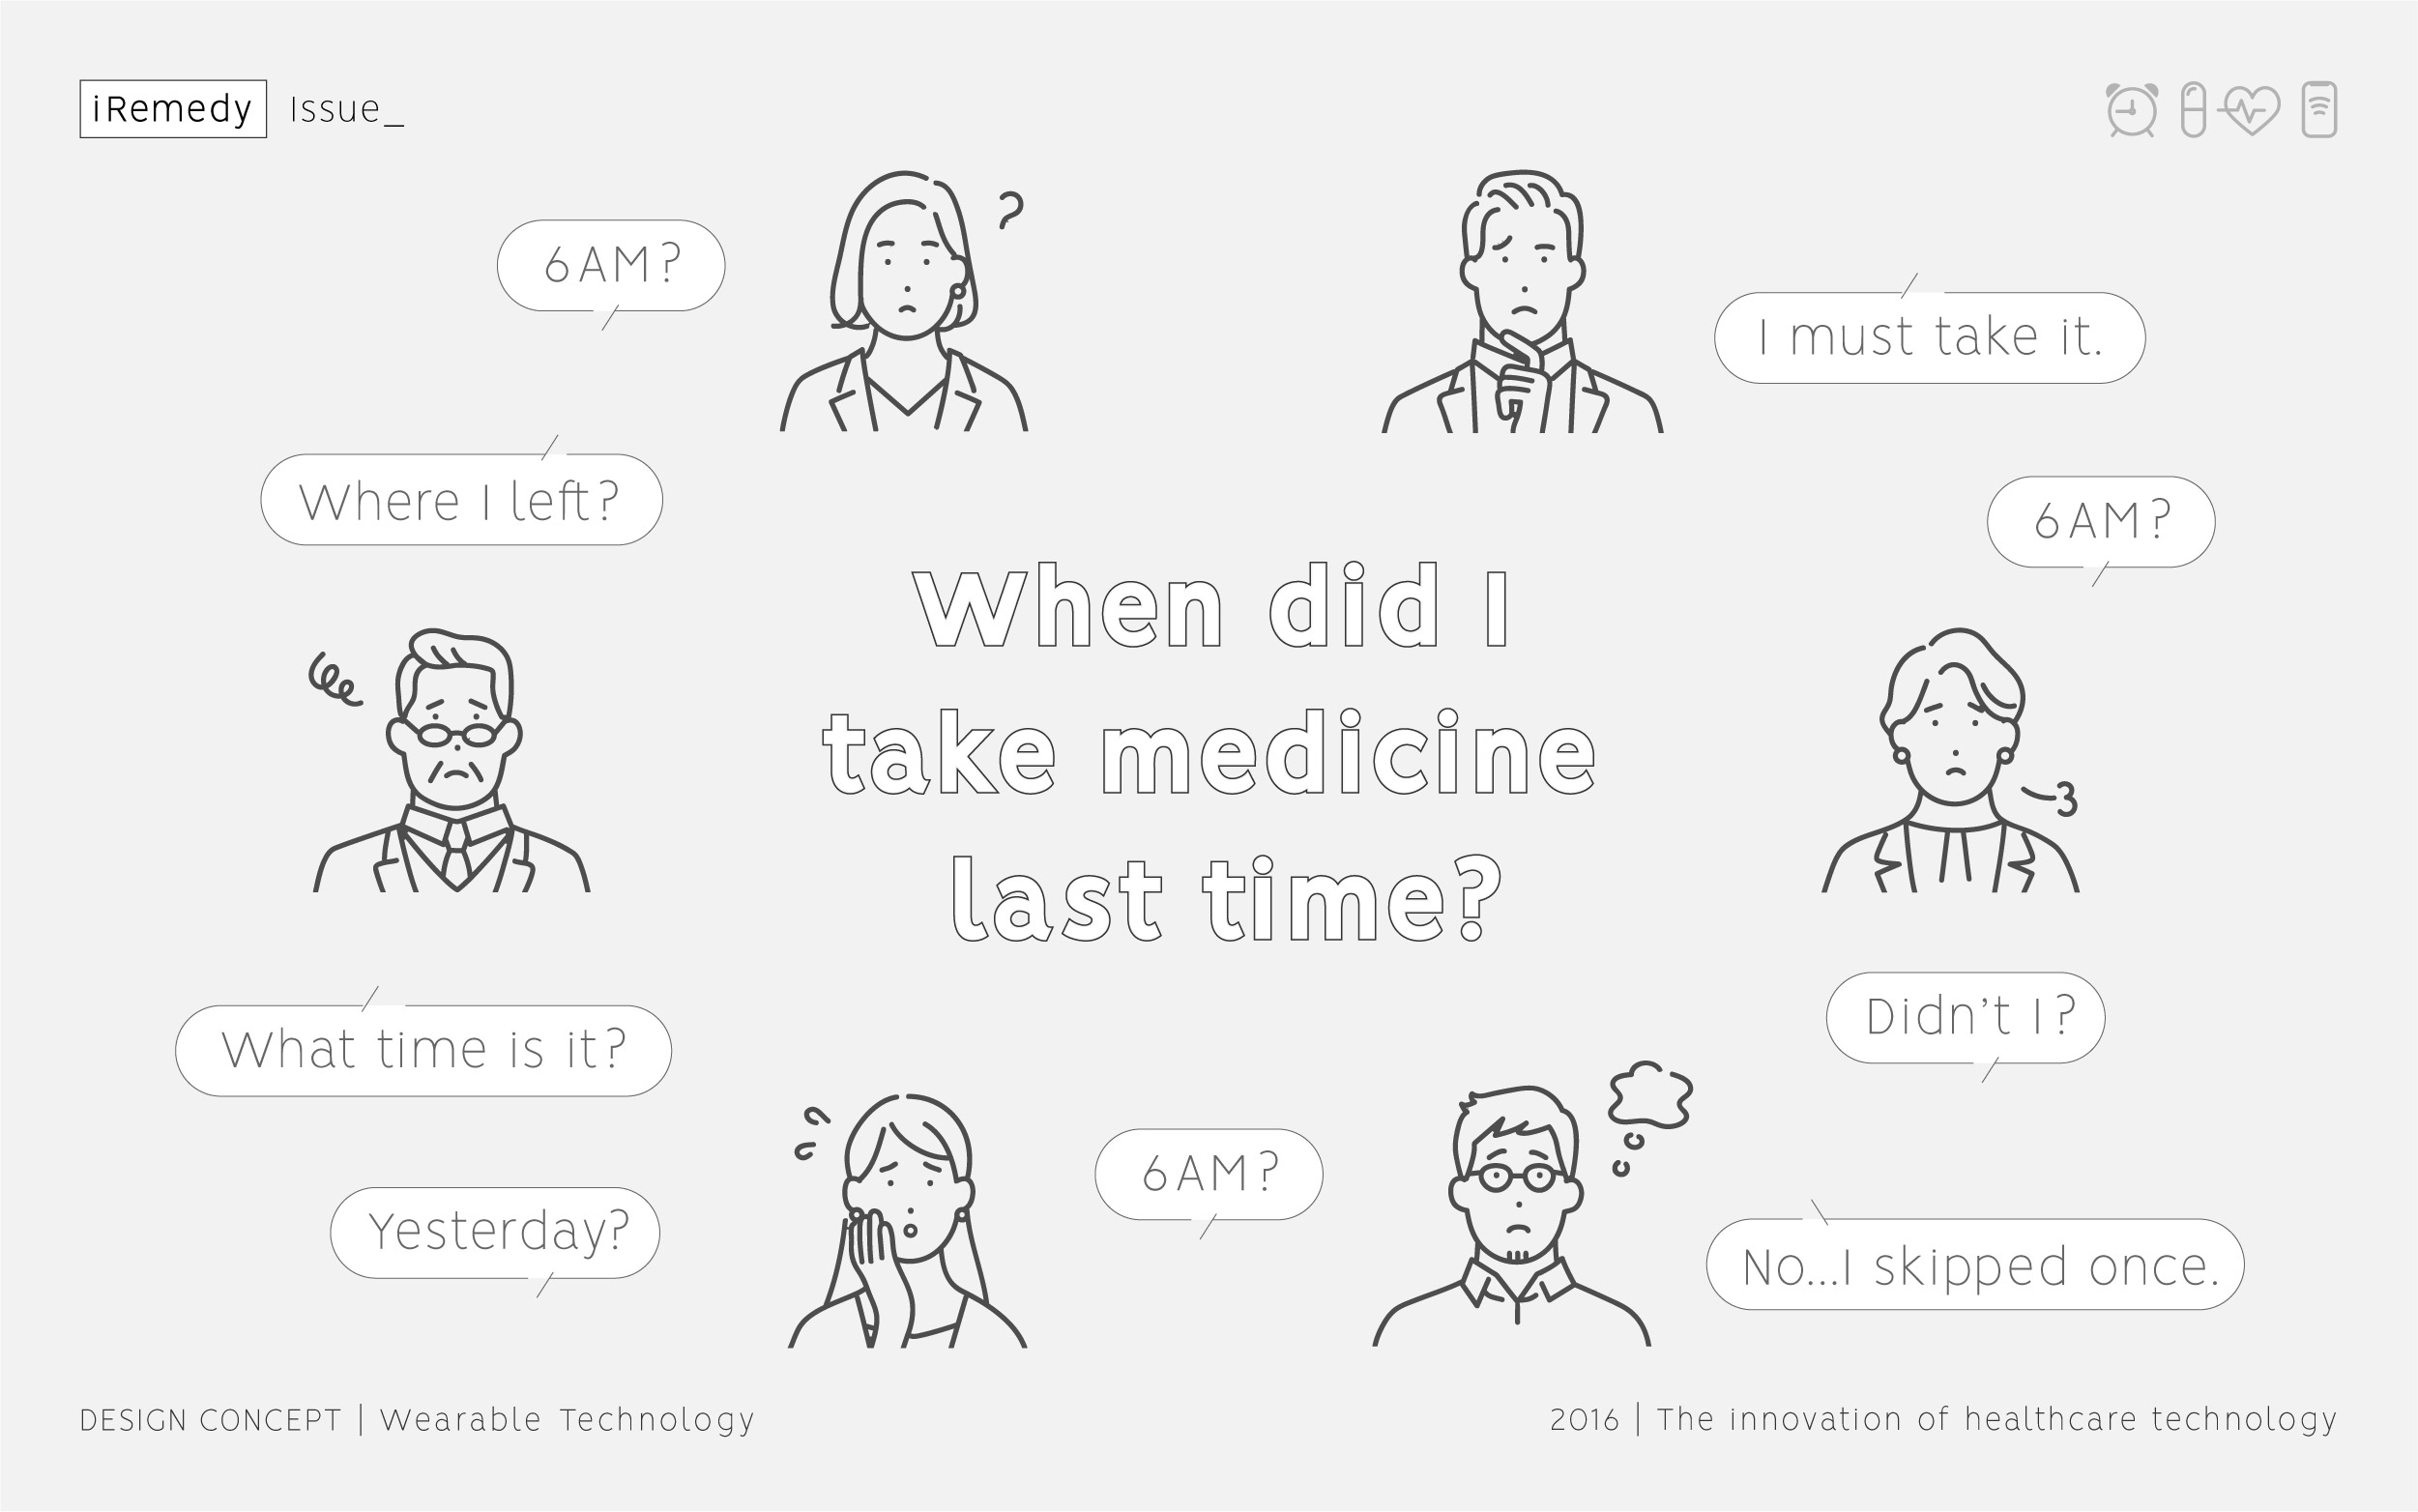 iRemedy Issue_
6AM?
I must take it.
Where I left?
6AM?
When did I
take medicine
last time?
What time is it?
Didn't I?
6AM?
Yesterday?
No...I skipped once.
DESIGN CONCEPT | Wearable Technology
2016 | The innovation of healthcare technology